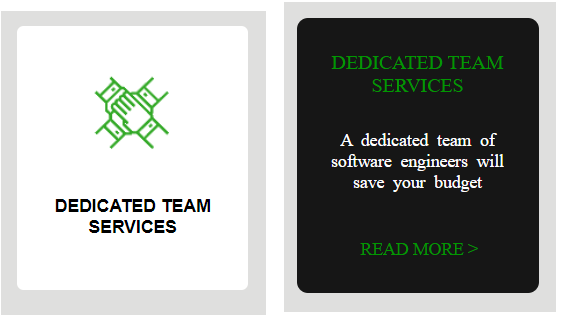 DEDICATED TEAM
SERVICES
DEDICATED TEAM
SERVICES
A dedicated team of
software engineers will
save your budget
READ MORE >